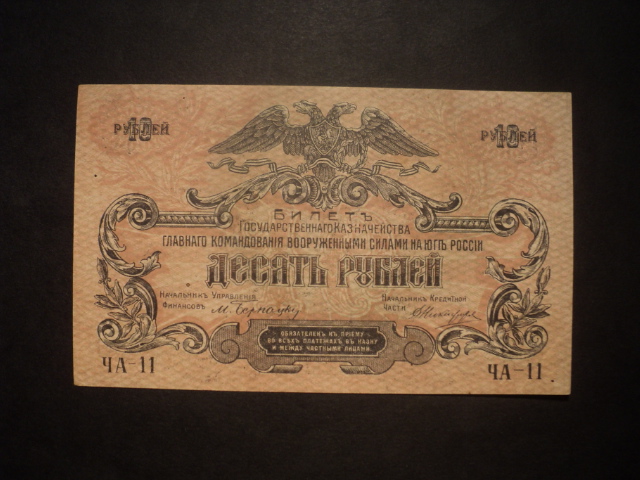 10 РУБЛЕЙ
10 РУБЛЕЙ
БИЛЕТЪ
ГОСУДАРСТВЕННАГО КАЗНАЧЕЙСТВА
ГЛАВНАГО КОМАНДОВАНІЯ ВООРУЖЕННЫМИ СИЛАМИ НА ЮГѢ РОССІИ
ДЕСЯТЬ РУБЛЕЙ
НАЧАЛЬНИКЪ УПРАВЛЕНІЯ
ФИНАНСОВЪ
НАЧАЛЬНИКЪ КРЕДИТНОЙ
ЧАСТИ
ОБЯЗАТЕЛЕНЪ КЪ ПРІЕМУ
ВО ВСѢХЪ ПЛАТЕЖАХЪ ВЪ КАЗНУ
И МЕЖДУ ЧАСТНЫМИ ЛИЦАМИ.
ЧА-11
ЧА-11